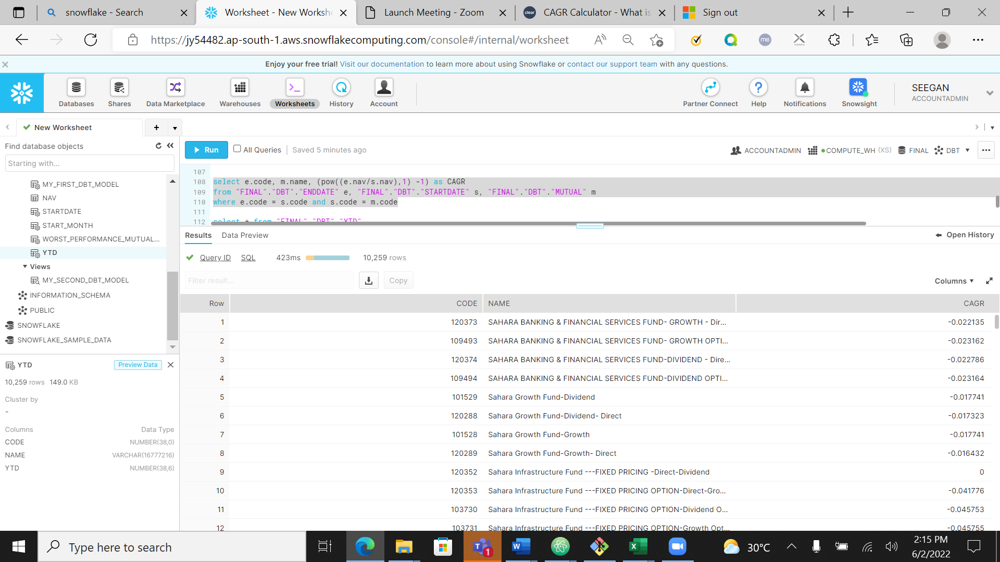 snowflake - Search
Worksheet - New Workshe
Launch Meeting - Zoom
CAGR Calculator - What is
Sign out
https://jy54482.ap-south-1.aws.snowflakecomputing.com/console#/internal/worksheet
Enjoy your free trial! Visit our documentation to learn more about using Snowflake or contact our support team with any questions.
Databases
Shares
Data Marketplace
Warehouses
Worksheets
History
Account
Partner Connect
Help
Notifications
Snowsight
SEEGAN
ACCOUNTADMIN
New Worksheet
Find database objects
Starting with...
MY_FIRST_DBT_MODEL
NAV
STARTDATE
START_MONTH
WORST_PERFORMANCE_MUTUAL...
YTD
Views
MY_SECOND_DBT_MODEL
INFORMATION_SCHEMA
PUBLIC
SNOWFLAKE
SNOWFLAKE_SAMPLE_DATA
YTD
Preview Data
10,259 rows 149.0 KB
Cluster by
-
Columns Data Type
CODE NUMBER(38,0)
NAME VARCHAR(16777216)
YTD NUMBER(38,6)
Run
All Queries
Saved 5 minutes ago
ACCOUNTADMIN
COMPUTE_WH (XS)
FINAL
DBT
107
108 select e.code, m.name, (pow((e.nav/s.nav),1) -1) as CAGR
109 from "FINAL"."DBT"."ENDDATE" e, "FINAL"."DBT"."STARTDATE" s, "FINAL"."DBT"."MUTUAL" m
110 where e.code = s.code and s.code = m.code
111
112 select * from "FINAL"."DBT"."YTD"
Results
Data Preview
Open History
Query ID SQL 423ms 10,259 rows
Filter result...
Copy
Columns
Row CODE NAME CAGR
1 120373 SAHARA BANKING & FINANCIAL SERVICES FUND- GROWTH - Dir... -0.022135
2 109493 SAHARA BANKING & FINANCIAL SERVICES FUND- GROWTH OPTI... -0.023162
3 120374 SAHARA BANKING & FINANCIAL SERVICES FUND-DIVIDEND - Dire... -0.022786
4 109494 SAHARA BANKING & FINANCIAL SERVICES FUND-DIVIDEND OPTI... -0.023164
5 101529 Sahara Growth Fund-Dividend -0.017741
6 120288 Sahara Growth Fund-Dividend- Direct -0.017323
7 101528 Sahara Growth Fund-Growth -0.017741
8 120289 Sahara Growth Fund-Growth- Direct -0.016432
9 120352 Sahara Infrastructure Fund ---FIXED PRICING -Direct-Dividend 0
10 120353 Sahara Infrastructure Fund ---FIXED PRICING OPTION-Direct-Gro... -0.041776
11 103730 Sahara Infrastructure Fund ---FIXED PRICING OPTION-Dividend O... -0.045753
12 103731 Sahara Infrastructure Fund ---FIXED PRICING OPTION-Growth Opt... -0.045755
Type here to search
30°C
2:15 PM
6/2/2022